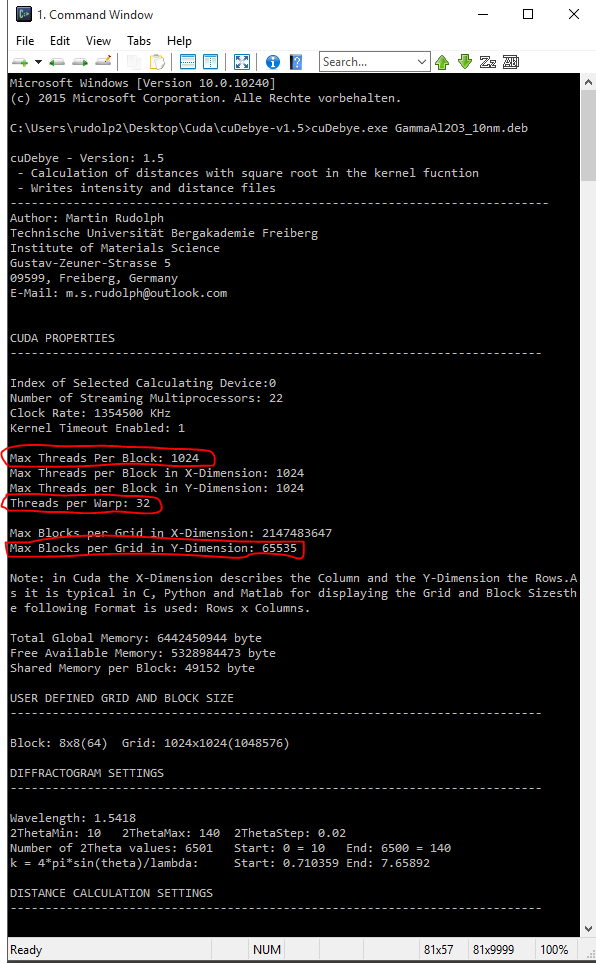 1. Command Window
File Edit View Tabs Help
Search...
Microsoft Windows [Version 10.0.10240]
(c) 2015 Microsoft Corporation. Alle Rechte vorbehalten.
C:\Users\rudolp2\Desktop\Cuda\cuDebye-v1.5>cuDebye.exe GammaAl2O3_10nm.deb
cuDebye - Version: 1.5
- Calculation of distances with square root in the kernel fucntion
- Writes intensity and distance files
------------------------------------------------------------------------------
Author: Martin Rudolph
Technische Universität Bergakademie Freiberg
Institute of Materials Science
Gustav-Zeuner-Strasse 5
09599, Freiberg, Germany
E-Mail: m.s.rudolph@outlook.com
CUDA PROPERTIES
-----------------------------------------------------------------------------
Index of Selected Calculating Device:0
Number of Streaming Multiprocessors: 22
Clock Rate: 1354500 KHz
Kernel Timeout Enabled: 1
Max Threads Per Block: 1024
Max Threads per Block in X-Dimension: 1024
Max Threads per Block in Y-Dimension: 1024
Threads per Warp: 32
Max Blocks per Grid in X-Dimension: 2147483647
Max Blocks per Grid in Y-Dimension: 65535
Note: in Cuda the X-Dimension describes the Column and the Y-Dimension the Rows.A
s it is typical in C, Python and Matlab for displaying the Grid and Block Sizesth
e following Format is used: Rows x Columns.
Total Global Memory: 6442450944 byte
Free Available Memory: 5328984473 byte
Shared Memory per Block: 49152 byte
USER DEFINED GRID AND BLOCK SIZE
-----------------------------------------------------------------------------
Block: 8x8(64) Grid: 1024x1024(1048576)
DIFFRACTOGRAM SETTINGS
-----------------------------------------------------------------------------
Wavelength: 1.5418
2ThetaMin: 10 2ThetaMax: 140 2ThetaStep: 0.02
Number of 2Theta values: 6501 Start: 0 = 10 End: 6500 = 140
k = 4*pi*sin(theta)/lambda: Start: 0.710359 End: 7.65892
DISTANCE CALCULATION SETTINGS
-----------------------------------------------------------------------------
Ready NUM 81x57 81x9999 100%